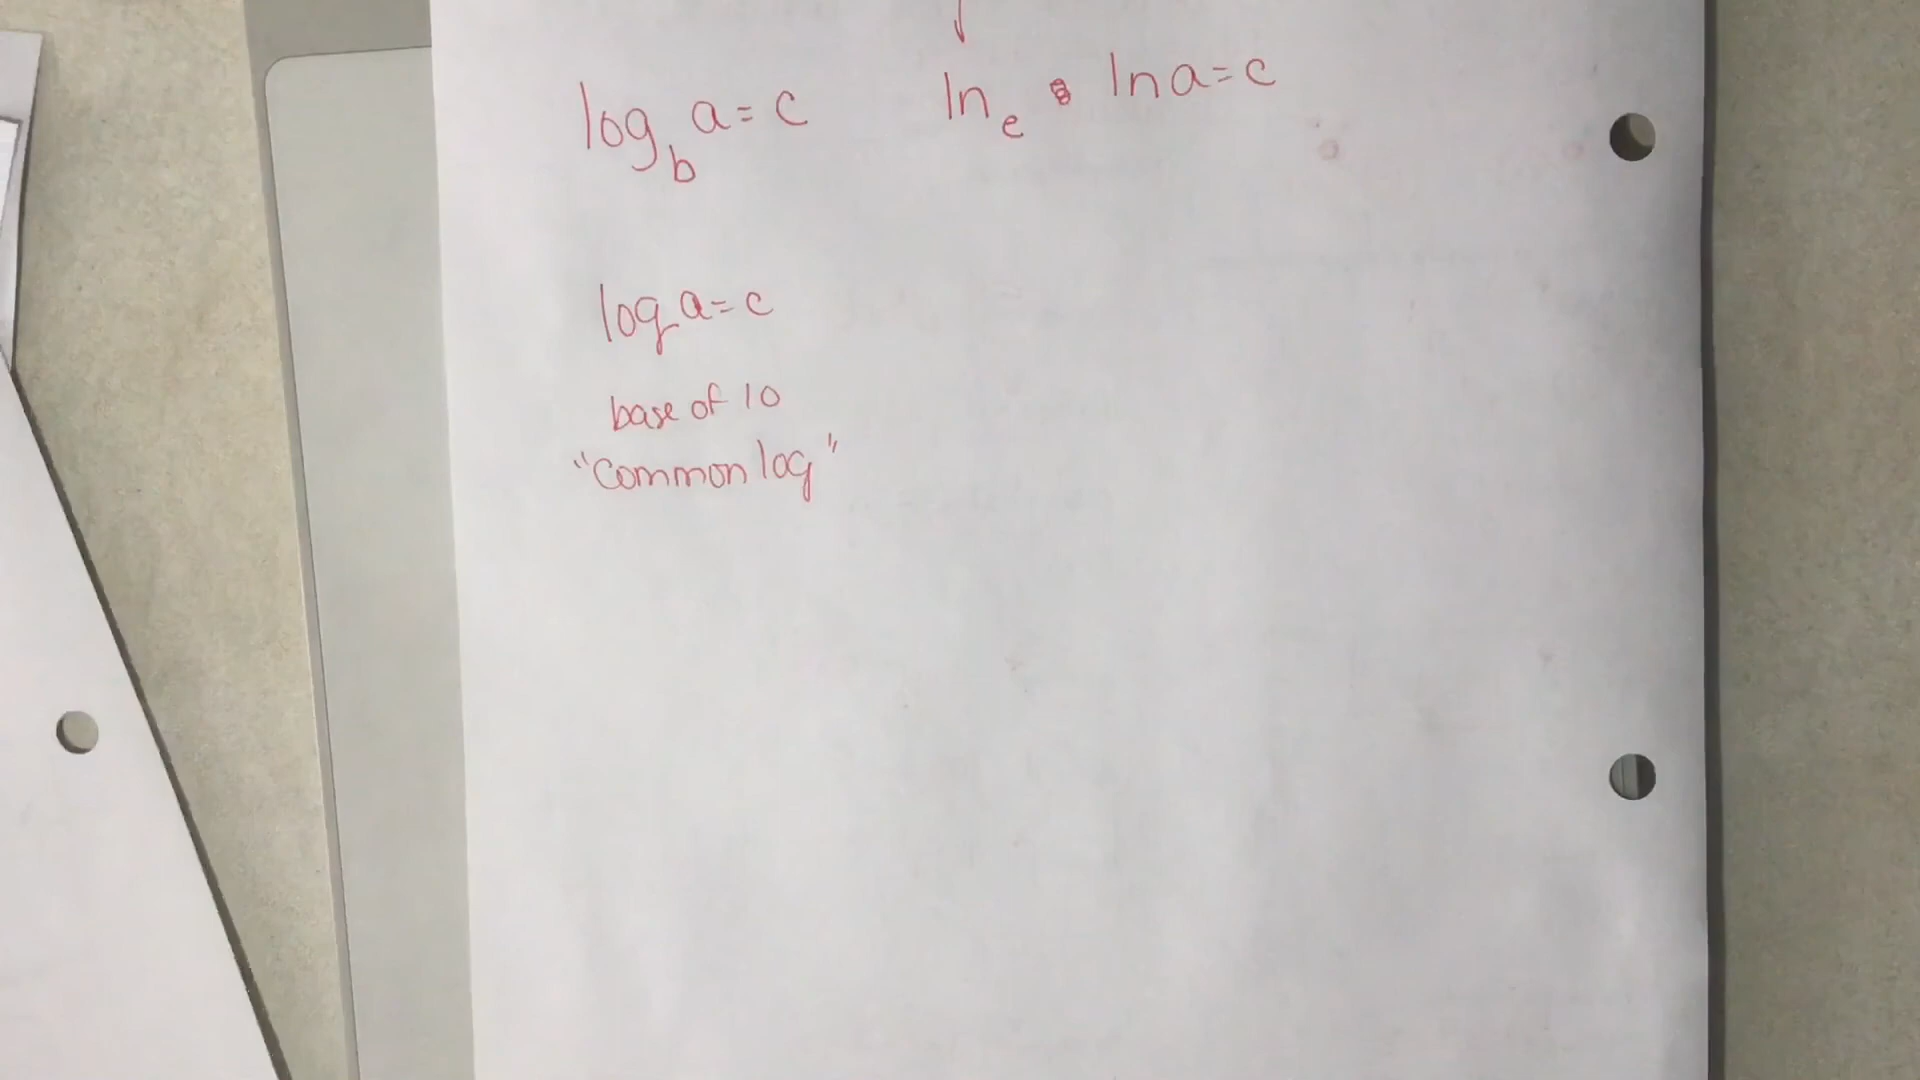 log_b a = c
ln_e ln a = c
log a = c
base of 10
"Common log"